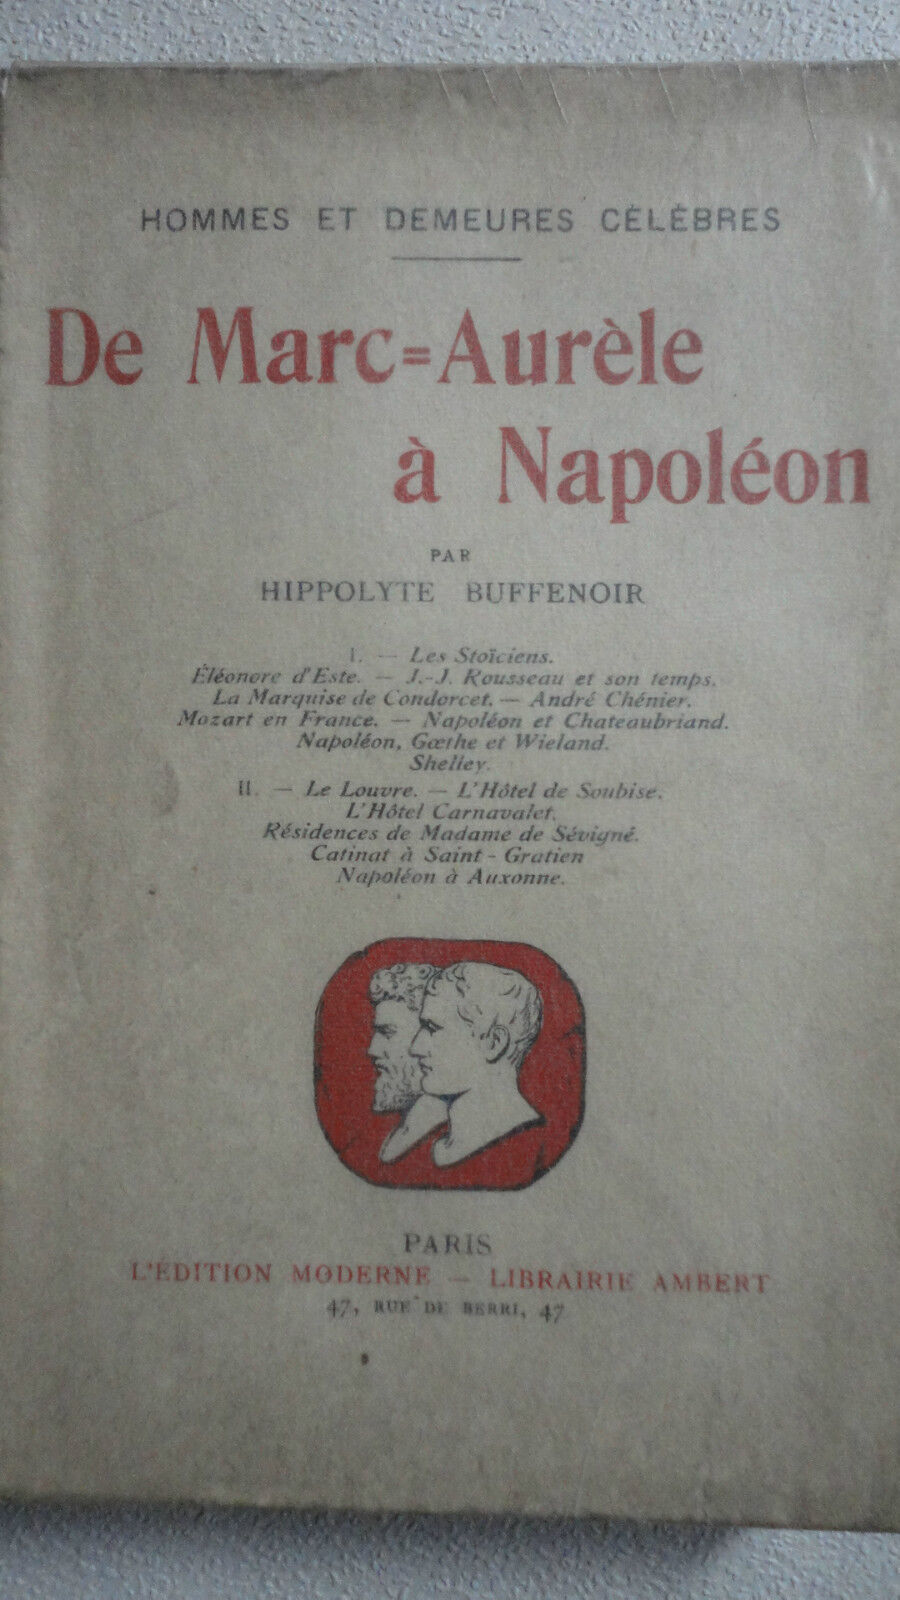 HOMMES ET DEMEURES CÉLÈBRES
De Marc=Aurèle
à Napoléon
PAR
HIPPOLYTE BUFFENOIR
I. — Les Stoïciens.
Éléonore d'Este. — J.-J. Rousseau et son temps.
La Marquise de Condorcet. — André Chénier.
Mozart en France. — Napoléon et Chateaubriand.
Napoléon, Gœthe et Wieland.
Shelley.
II. — Le Louvre. — L'Hôtel de Soubise.
L'Hôtel Carnavalet.
Résidences de Madame de Sévigné.
Catinat à Saint-Gratien
Napoléon à Auxonne.
PARIS
L'ÉDITION MODERNE — LIBRAIRIE AMBERT
47, RUE DE BERRI, 47